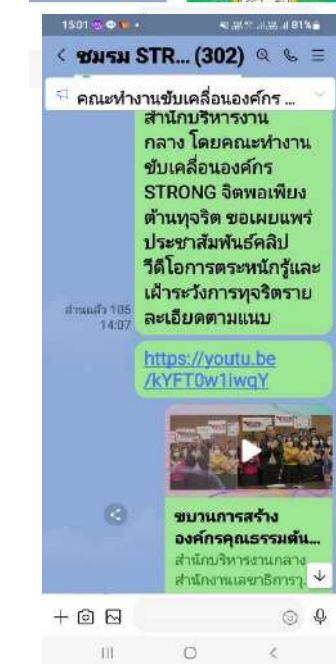 15:01
81%
ชมรม STR... (302)
คณะทำงานขับเคลื่อนองค์กร ...
สำนักบริหารงาน
กลาง โดยคณะทำงาน
ขับเคลื่อนองค์กร
STRONG จิตพอเพียง
ต้านทุจริต ขอเผยแพร่
ประชาสัมพันธ์คลิป
วีดีโอการตระหนักรู้และ
เฝ้าระวังการทุจริตราย
ละเอียดตามแนบ
อ่านแล้ว 105
14:07
https://youtu.be
/kYFT0w1iwqY
ขบวนการสร้าง
องค์กรคุณธรรมต้น...
สำนักบริหารงานกลาง
สำนักงานเลขาธิการวุ...